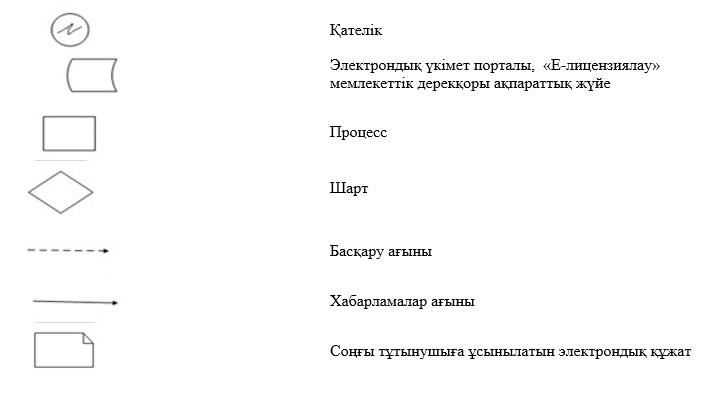 Қателік
Электрондық үкімет порталы,  «Е-лицензиялау»
мемлекеттік дерекқоры ақпараттық жүйе
Процесс
Шарт
Басқару ағыны
Хабарламалар ағыны
Соңғы тұтынушыға ұсынылатын электрондық құжат